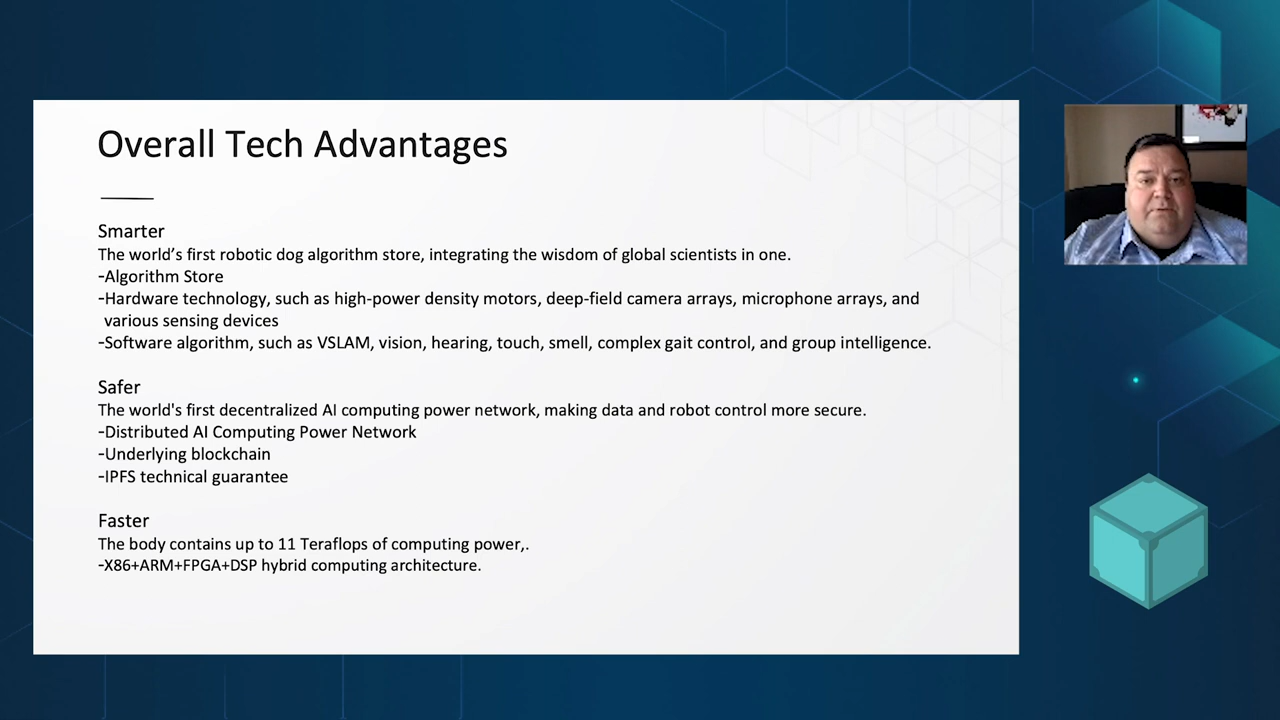 Overall Tech Advantages
Smarter
The world’s first robotic dog algorithm store, integrating the wisdom of global scientists in one.
-Algorithm Store
-Hardware technology, such as high-power density motors, deep-field camera arrays, microphone arrays, and
various sensing devices
-Software algorithm, such as VSLAM, vision, hearing, touch, smell, complex gait control, and group intelligence.
Safer
The world's first decentralized AI computing power network, making data and robot control more secure.
-Distributed AI Computing Power Network
-Underlying blockchain
-IPFS technical guarantee
Faster
The body contains up to 11 Teraflops of computing power,.
-X86+ARM+FPGA+DSP hybrid computing architecture.